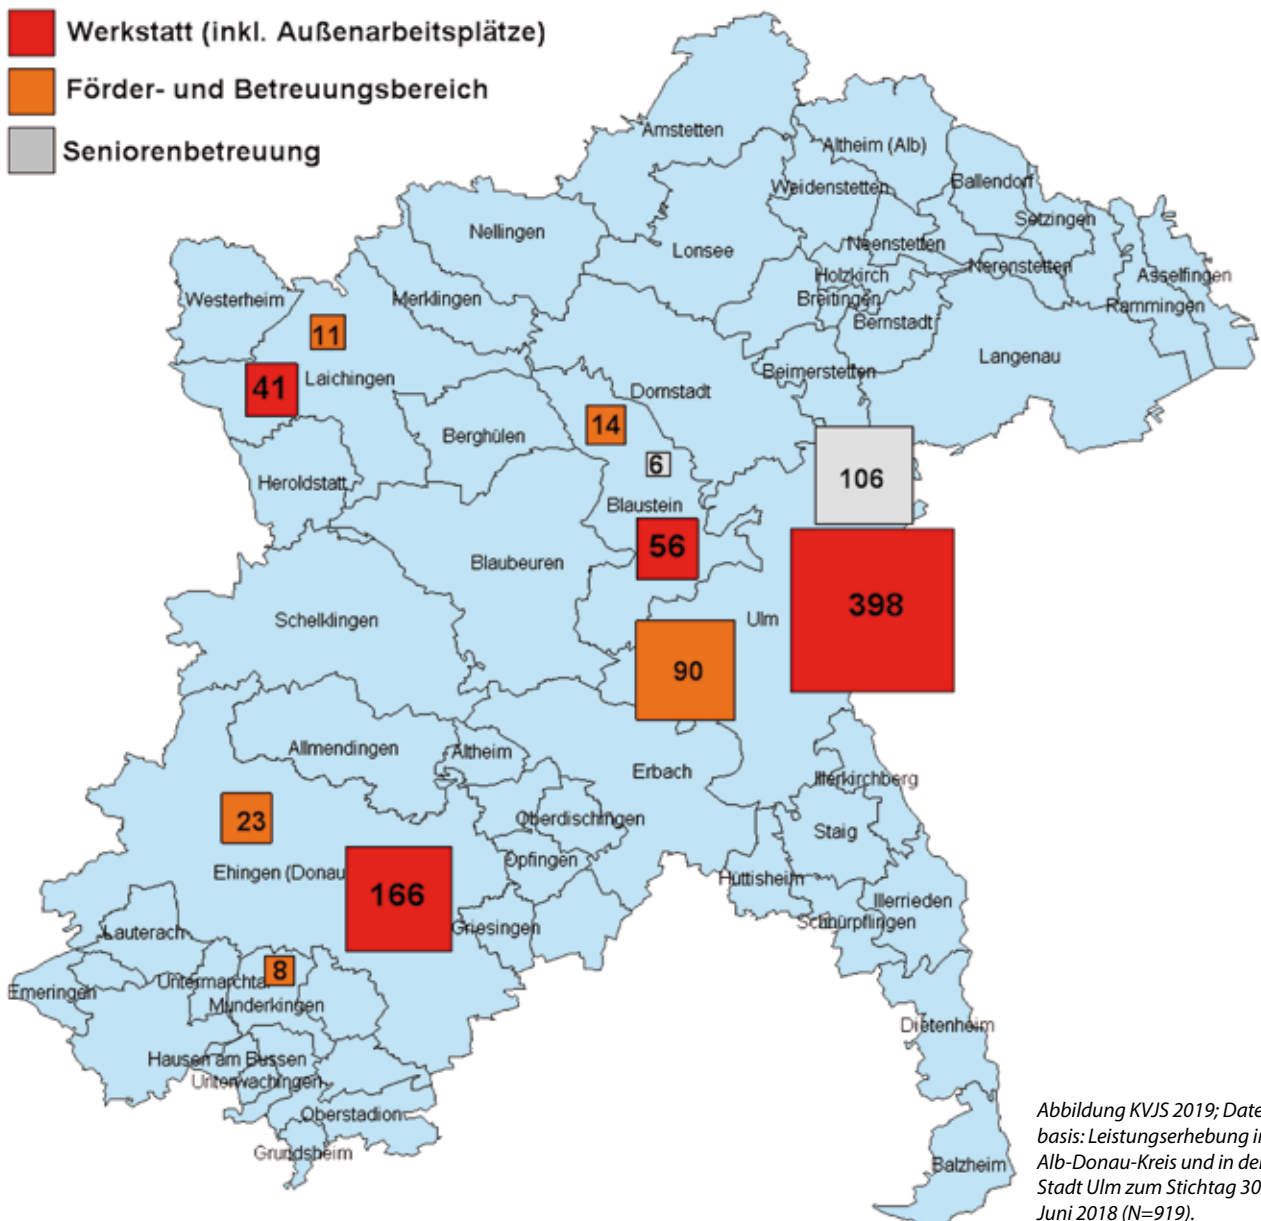 Werkstatt (inkl. Außenarbeitsplätze)
Förder- und Betreuungsbereich
Seniorenbetreuung
Amstetten
Altheim (Alb)
Ballendorf
Weidenstetten
Setzingen
Nellingen
Lonsee
Neenstetten
Nerenstetten
Asselfingen
Holzkirch
Westerheim
Merklingen
Breitingen
Rammingen
Bernstadt
11
Langenau
Beimerstetten
Laichingen
41
Dornstadt
14
Berghülen
6
106
Heroldstatt
Blaustein
56
Blaubeuren
398
Schelklingen
Ulm
90
Allmendingen
Altheim
Erbach
Illerkirchberg
23
Oberdischingen
Staig
Öpfingen
Ehingen (Donau
Hüttisheim
166
Illerrieden
Schnürpflingen
Griesingen
Lauterach
8
Untermarchtal
Emeringen
Munderkingen
Dietenheim
Hausen am Bussen
Unterwachingen
Oberstadion
Grundsheim
Balzheim
Abbildung KVJS 2019; Date
basis: Leistungserhebung i
Alb-Donau-Kreis und in de
Stadt Ulm zum Stichtag 30
Juni 2018 (N=919).